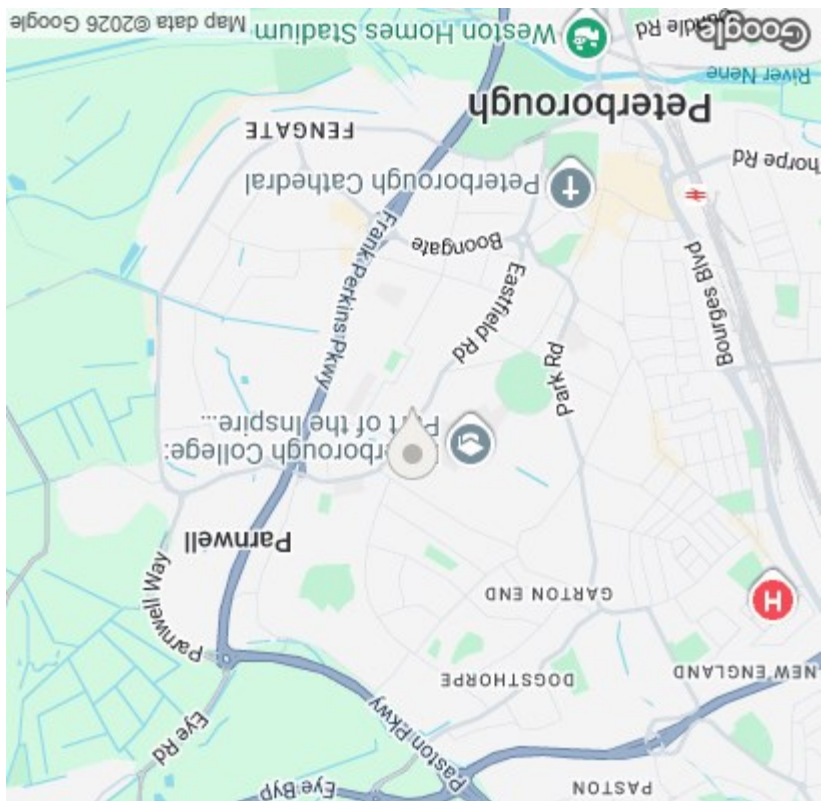 PASTON
Eye Byp
Paston Pkwy
Eye Rd
NEW ENGLAND
DOGSTHORPE
Parnwell Way
GARTON END
Parnwell
Peterborough College:
Part of the Inspire...
Park Rd
Eastfield Rd
Bourges Blvd
Frank Perkins Pkwy
Boongate
Peterborough Cathedral
Thorpe Rd
FENGATE
Peterborough
River Nene
Weston Homes Stadium
Google
Map data ©2026 Google
H